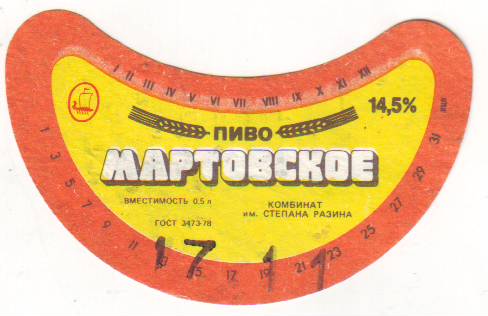 I II III IV V VI VII VIII IX X XI XII
14,5%
ПИВО
МАРТОВСКОЕ
ВМЕСТИМОСТЬ 0.5 л
ГОСТ 3473-78
КОМБИНАТ
им. СТЕПАНА РАЗИНА
1 3 5 7 9 11 15 17 19 21 23 25 27 29 31
17 11